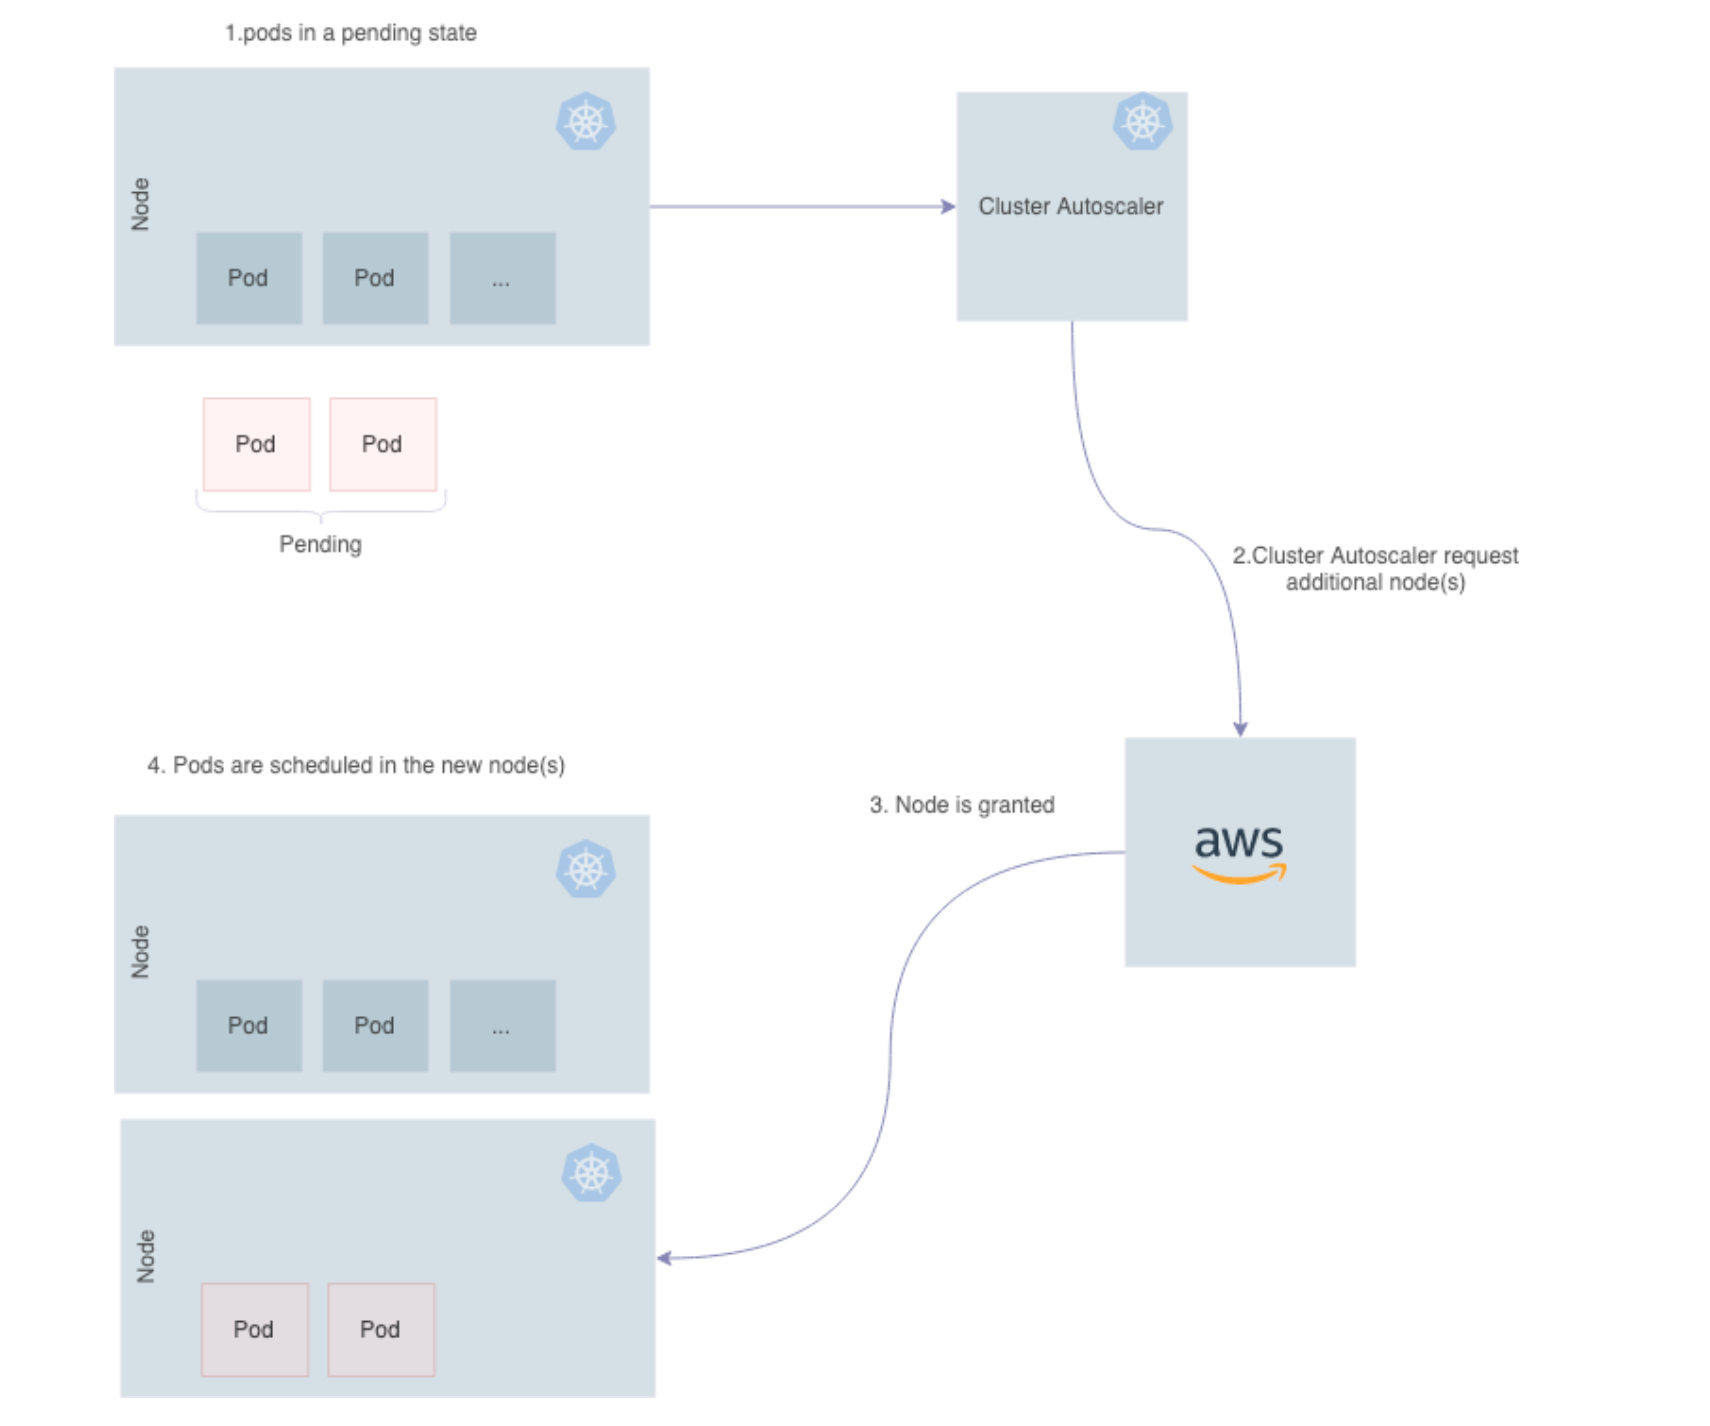 1.pods in a pending state
Node
Pod
Pod
...
Cluster Autoscaler
Pod
Pod
Pending
2.Cluster Autoscaler request
additional node(s)
4. Pods are scheduled in the new node(s)
3. Node is granted
aws
Node
Pod
Pod
...
Node
Pod
Pod